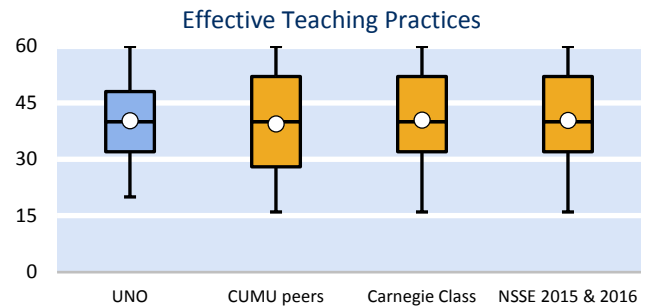 Effective Teaching Practices
60
45
30
15
0
UNO CUMU peers Carnegie Class NSSE 2015 & 2016